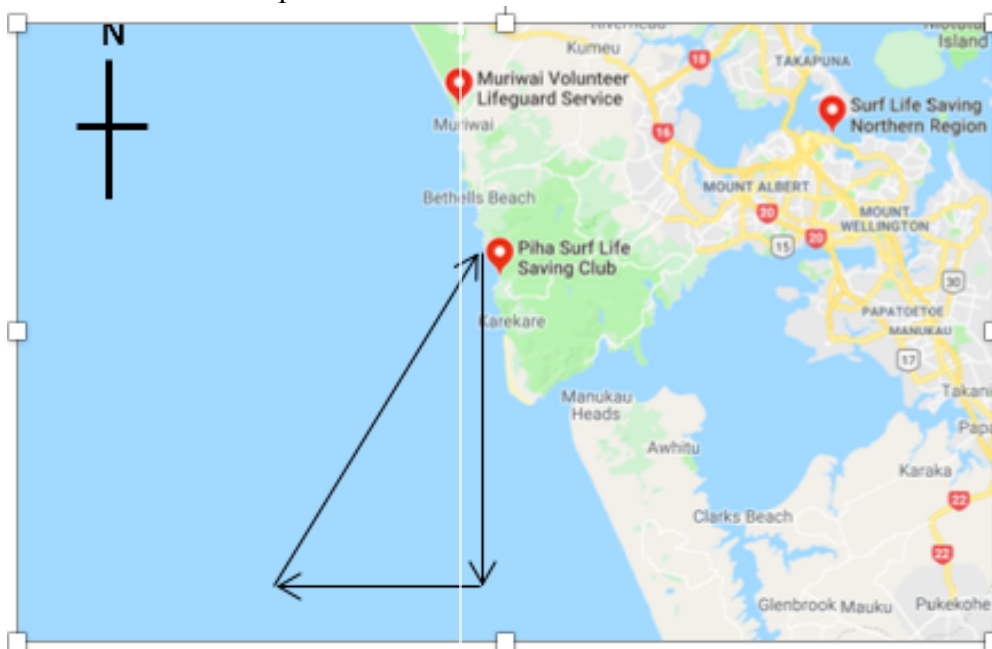 N
Kumeu
18
TAKAPUNA
Island
Muriwai Volunteer
Lifeguard Service
Surf Life Saving
Northern Region
Muriwai
16
Bethells Beach
MOUNT ALBERT
20
MOUNT
WELLINGTON
20
15
Piha Surf Life
Saving Club
30
Karekare
PAPATOETOE
MANUKAU
17
Manukau
Heads
Takani
Papa
Awhitu
Karaka
22
Clarks Beach
22
Glenbrook
Mauku
Pukekohe